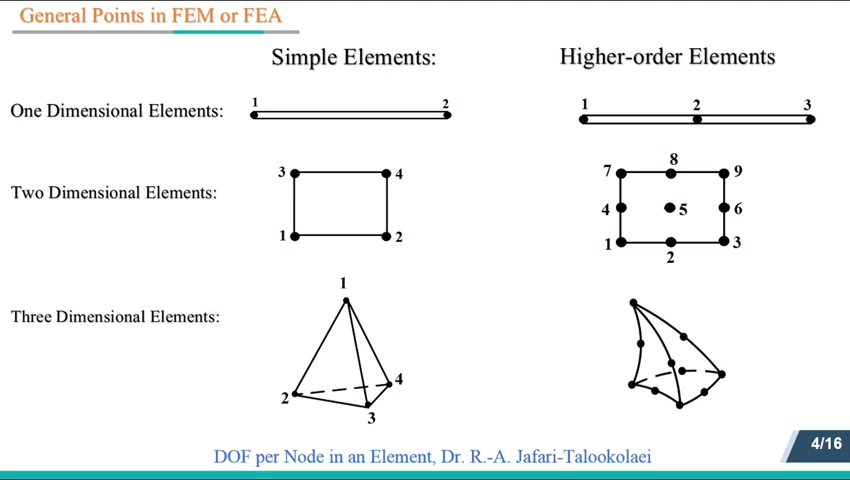 General Points in FEM or FEA
Simple Elements:
Higher-order Elements
One Dimensional Elements:
1 2
1 2 3
Two Dimensional Elements:
3 4
1 2
7 8 9
4 5 6
1 2 3
Three Dimensional Elements:
1
2 4
3
4/16
DOF per Node in an Element, Dr. R.-A. Jafari-Talookolaei